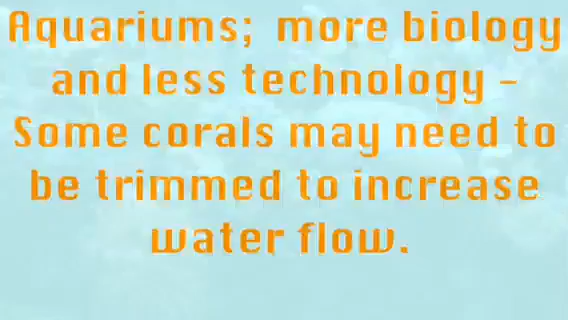 Aquariums;  more biology
and less technology -
Some corals may need to
be trimmed to increase
water flow.